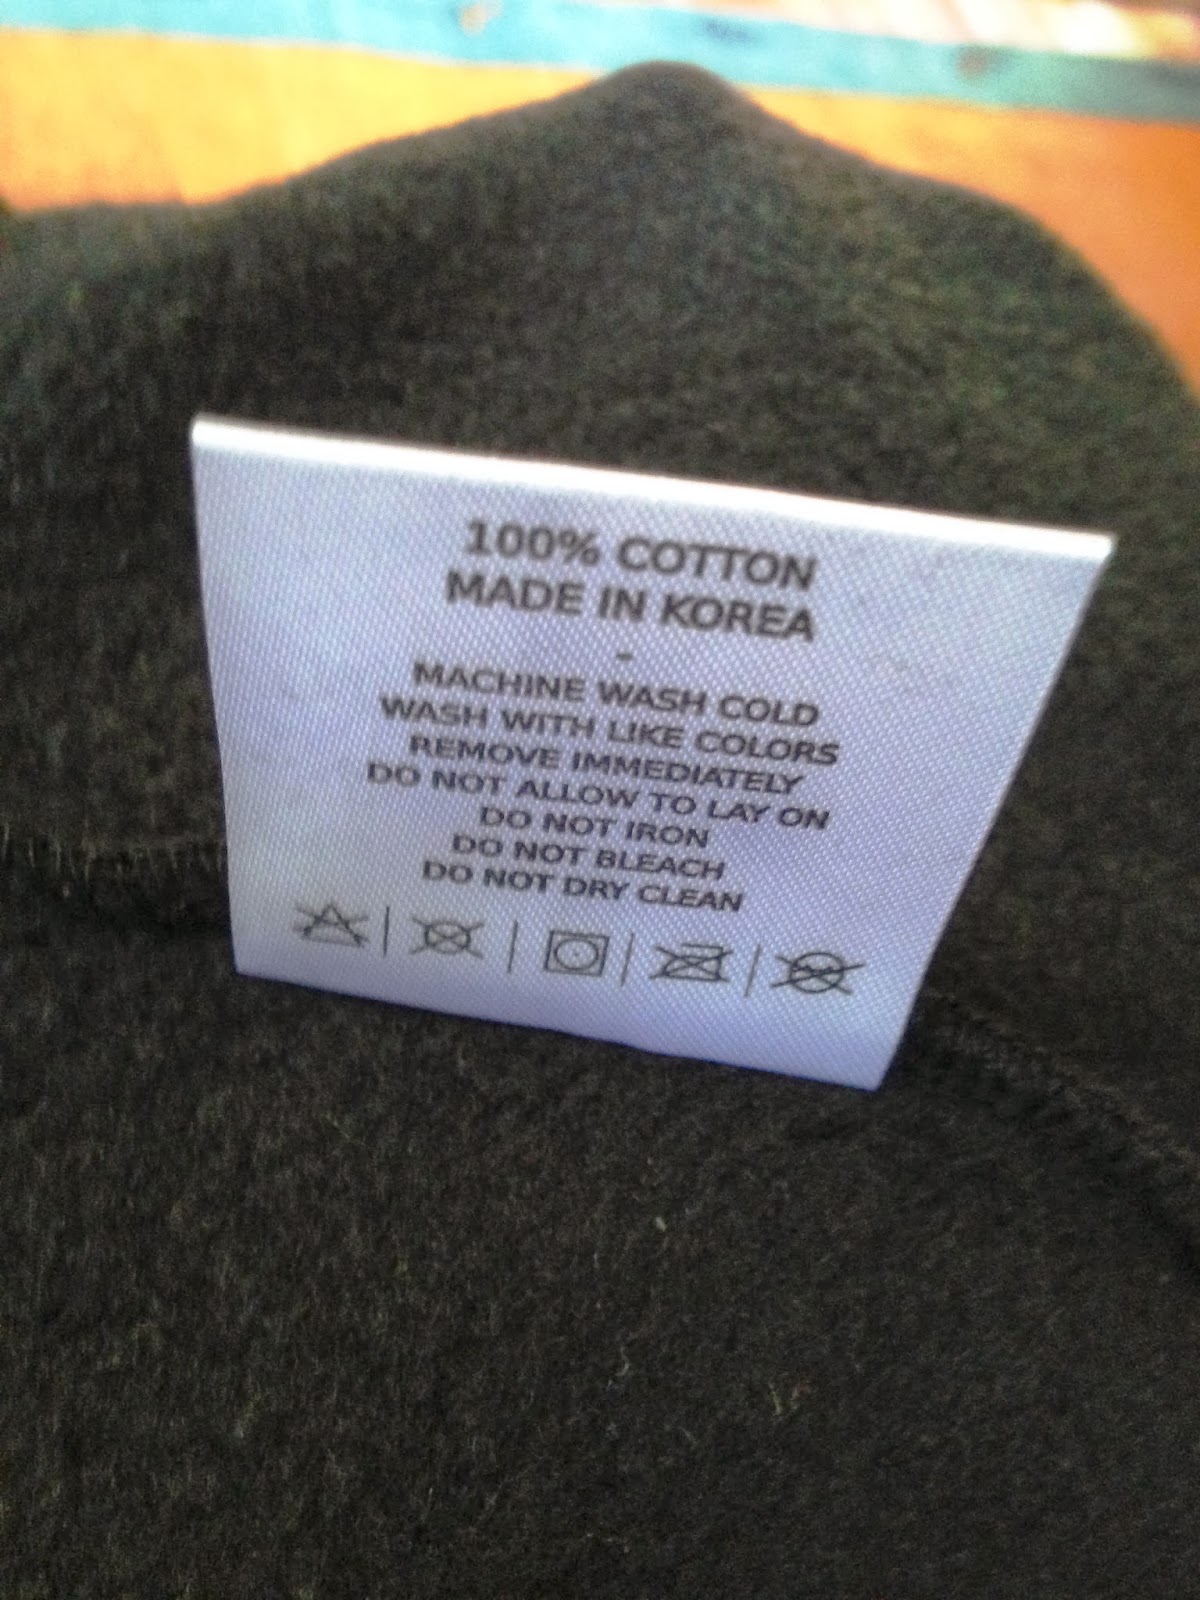 100% COTTON
MADE IN KOREA
-
MACHINE WASH COLD
WASH WITH LIKE COLORS
REMOVE IMMEDIATELY
DO NOT ALLOW TO LAY ON
DO NOT IRON
DO NOT BLEACH
DO NOT DRY CLEAN